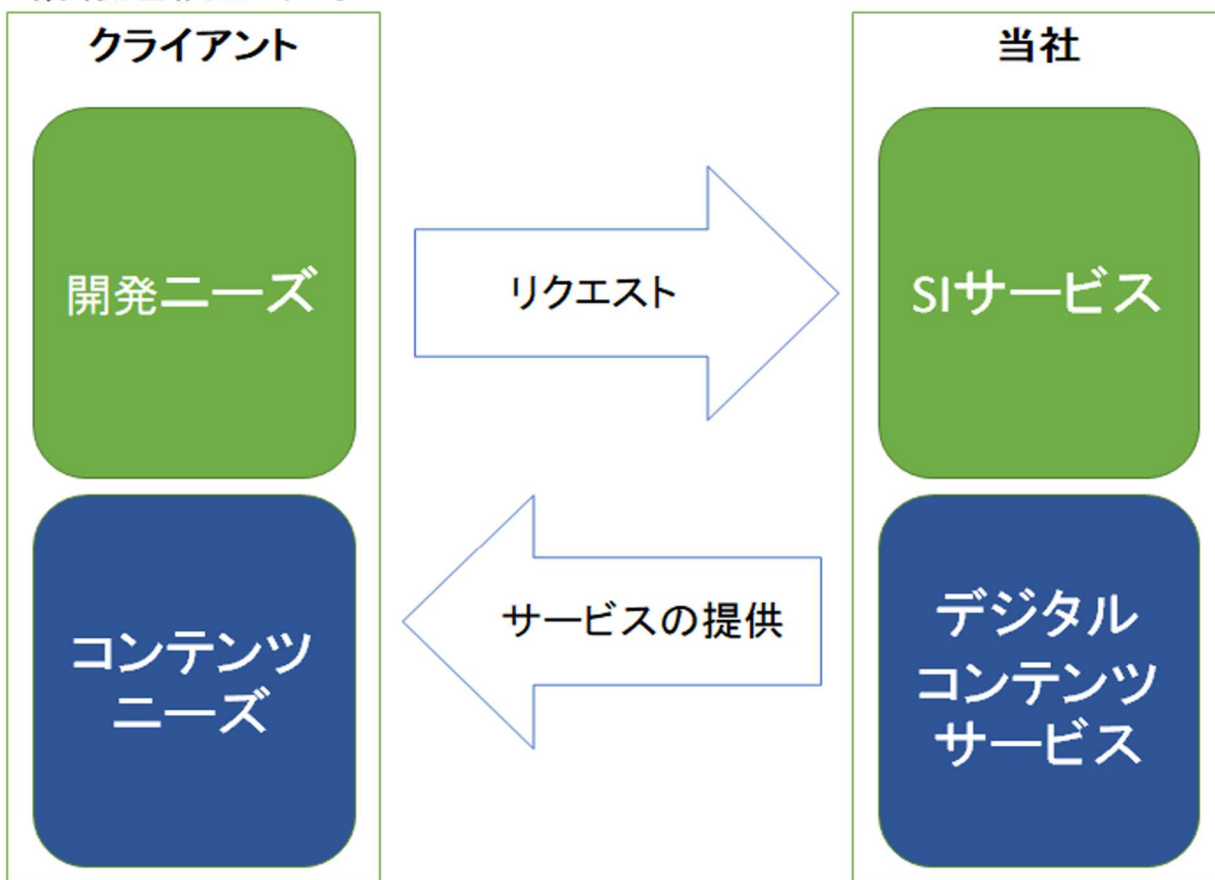 クライアント
当社
開発ニーズ
リクエスト
SIサービス
コンテンツ
ニーズ
サービスの提供
デジタル
コンテンツ
サービス